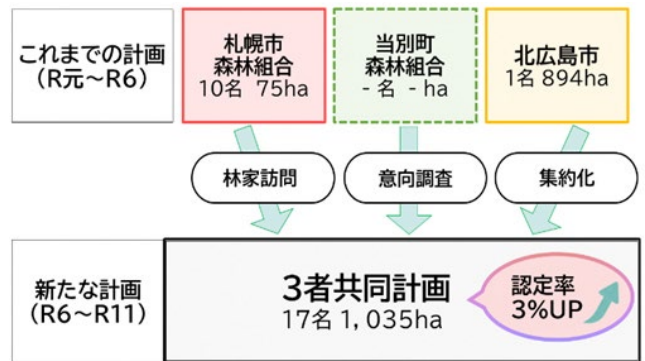 これまでの計画
(R元～R6)
札幌市
森林組合
10名 75ha
当別町
森林組合
- 名 - ha
北広島市
1名 894ha
林家訪問
意向調査
集約化
新たな計画
(R6～R11)
3者共同計画
17名 1,035ha
認定率
3%UP